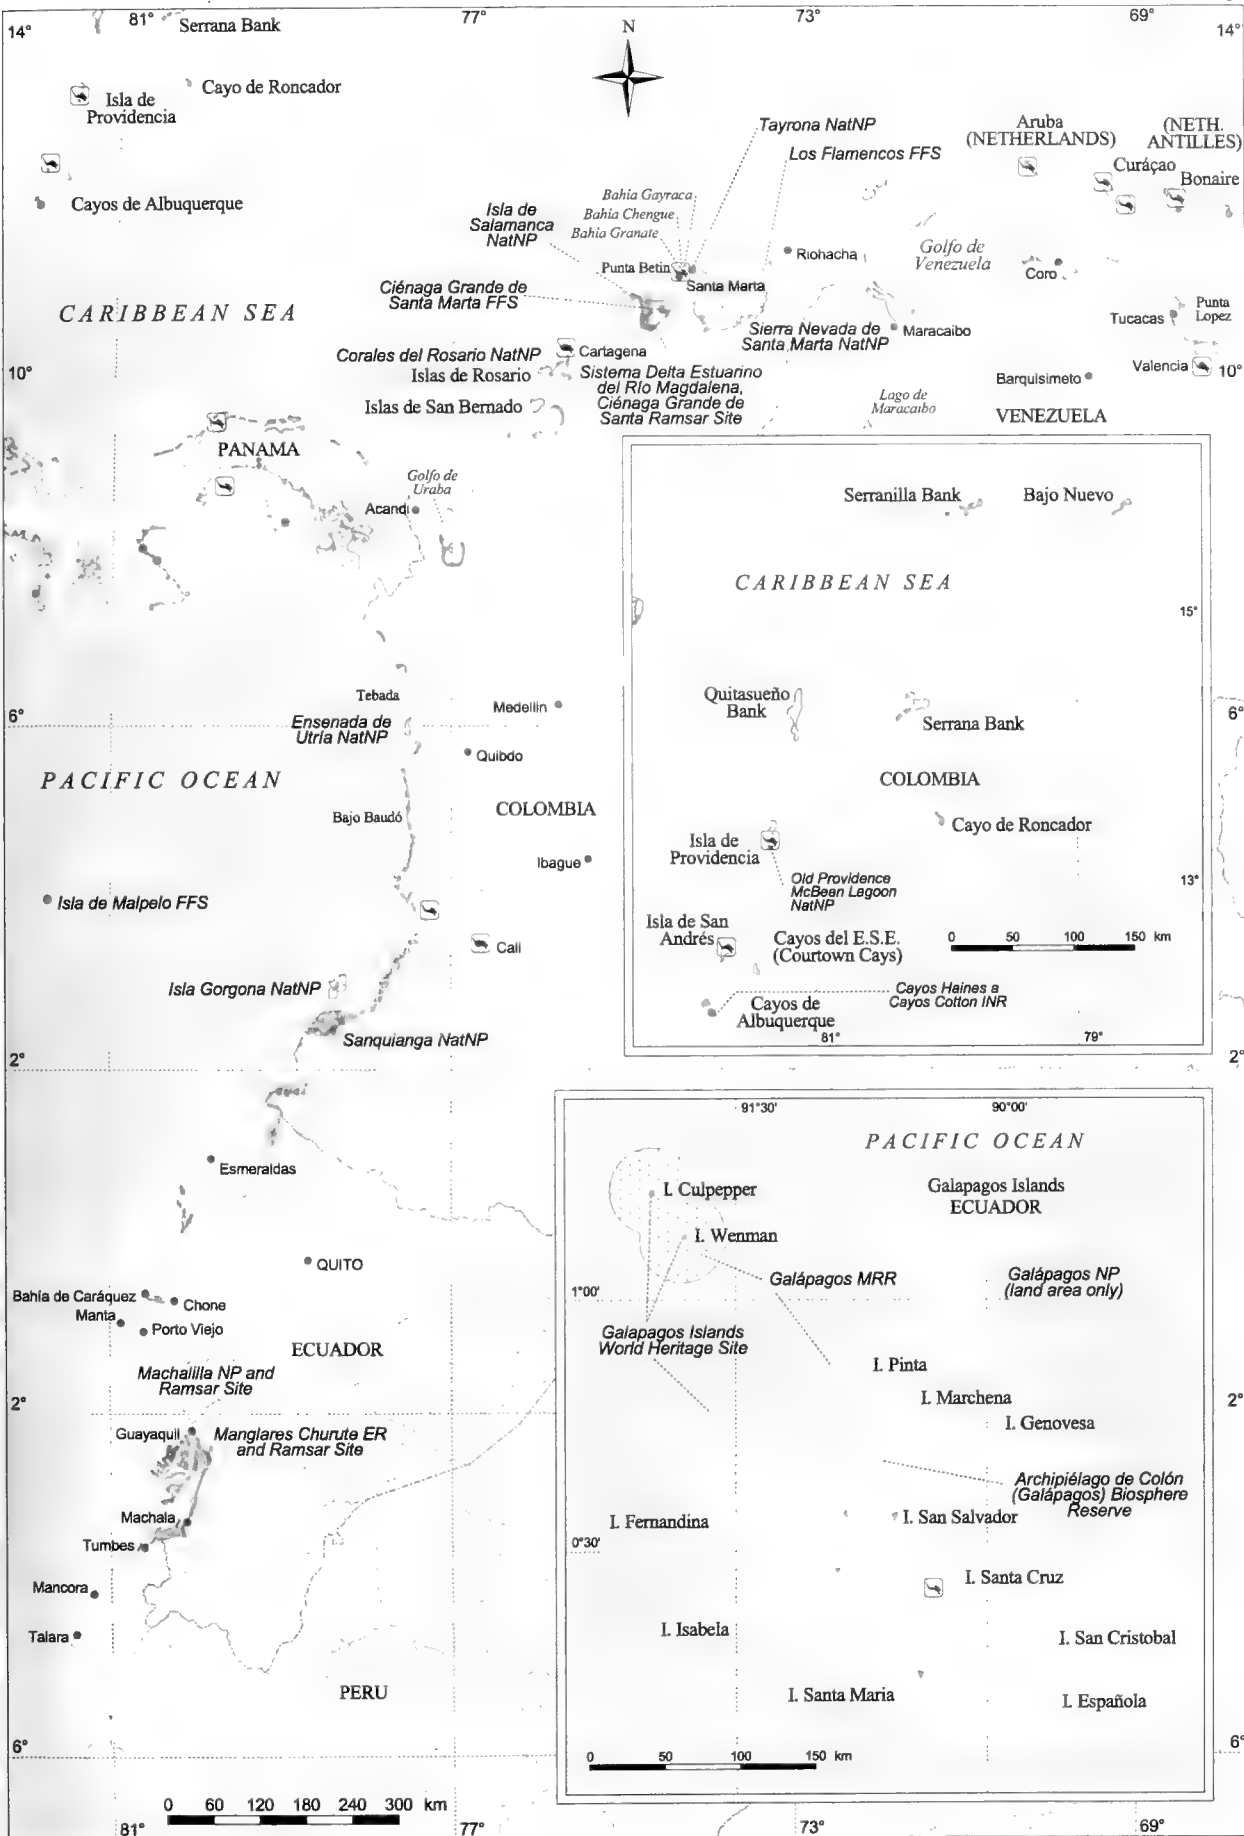 81°
77°
73°
69°
14°
14°
Serrana Bank
N
Cayo de Roncador
Isla de
Providencia
Cayos de Albuquerque
Tayrona NatNP
Los Flamencos FFS
Aruba
(NETHERLANDS)
(NETH.
ANTILLES)
Curáçao
Bonaire
Bahía Gayraca
Bahía Chengue
Bahía Granate
Isla de
Salamanca
NatNP
Punta Betin
Santa Marta
Riohacha
Golfo de
Venezuela
Coro
Ciénaga Grande de
Santa Marta FFS
CARIBBEAN SEA
Punta
Lopez
Tucacas
Maracaibo
Sierra Nevada de
Santa Marta NatNP
Corales del Rosario NatNP
Cartagena
Islas de Rosario
Sistema Delta Estuarino
del Río Magdalena,
Ciénaga Grande de
Santa Ramsar Site
Valencia
10°
10°
Barquisimeto
Islas de San Bernado
Lago de
Maracaibo
VENEZUELA
PANAMA
Golfo de
Uraba
Acandi
Serranilla Bank
Bajo Nuevo
CARIBBEAN SEA
15°
Tebada
Medellin
Quitasueño
Bank
Serrana Bank
Ensenada de
Utria NatNP
6°
6°
Quibdo
PACIFIC OCEAN
COLOMBIA
COLOMBIA
Bajo Baudó
Cayo de Roncador
Isla de
Providencia
Ibague
Old Providence
McBean Lagoon
NatNP
13°
Isla de Malpelo FFS
Isla de San
Andrés
Cayos del E.S.E.
(Courtown Cays)
0 50 100 150 km
Cali
Isla Gorgona NatNP
Cayos Haines a
Cayos Cotton INR
Cayos de
Albuquerque
Sanquianga NatNP
81°
79°
2°
2°
91°30'
90°00'
PACIFIC OCEAN
Esmeraldas
I. Culpepper
Galapagos Islands
ECUADOR
I. Wenman
QUITO
Galápagos MRR
Galápagos NP
(land area only)
Bahía de Caráquez
Chone
1°00'
Manta
Porto Viejo
Galapagos Islands
World Heritage Site
ECUADOR
Machalilla NP and
Ramsar Site
I. Pinta
I. Marchena
I. Genovesa
2°
2°
Guayaquil
Manglares Churute ER
and Ramsar Site
Archipiélago de Colón
(Galápagos) Biosphere
Reserve
Machala
I. Fernandina
I. San Salvador
Tumbes
0°30'
I. Santa Cruz
Mancora
Talara
I. Isabela
I. San Cristobal
PERU
I. Santa Maria
I. Española
6°
6°
0 50 100 150 km
0 60 120 180 240 300 km
81°
77°
73°
69°